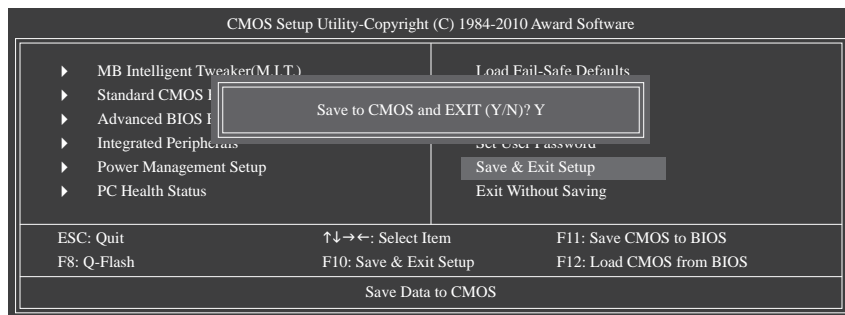 CMOS Setup Utility-Copyright (C) 1984-2010 Award Software
MB Intelligent Tweaker(M.I.T.)
Standard CMOS
Advanced BIOS
Integrated Peripherals
Power Management Setup
PC Health Status
Load Fail-Safe Defaults
Set User Password
Save & Exit Setup
Exit Without Saving
Save to CMOS and EXIT (Y/N)? Y
ESC: Quit ↑↓→←: Select Item F11: Save CMOS to BIOS
F8: Q-Flash F10: Save & Exit Setup F12: Load CMOS from BIOS
Save Data to CMOS